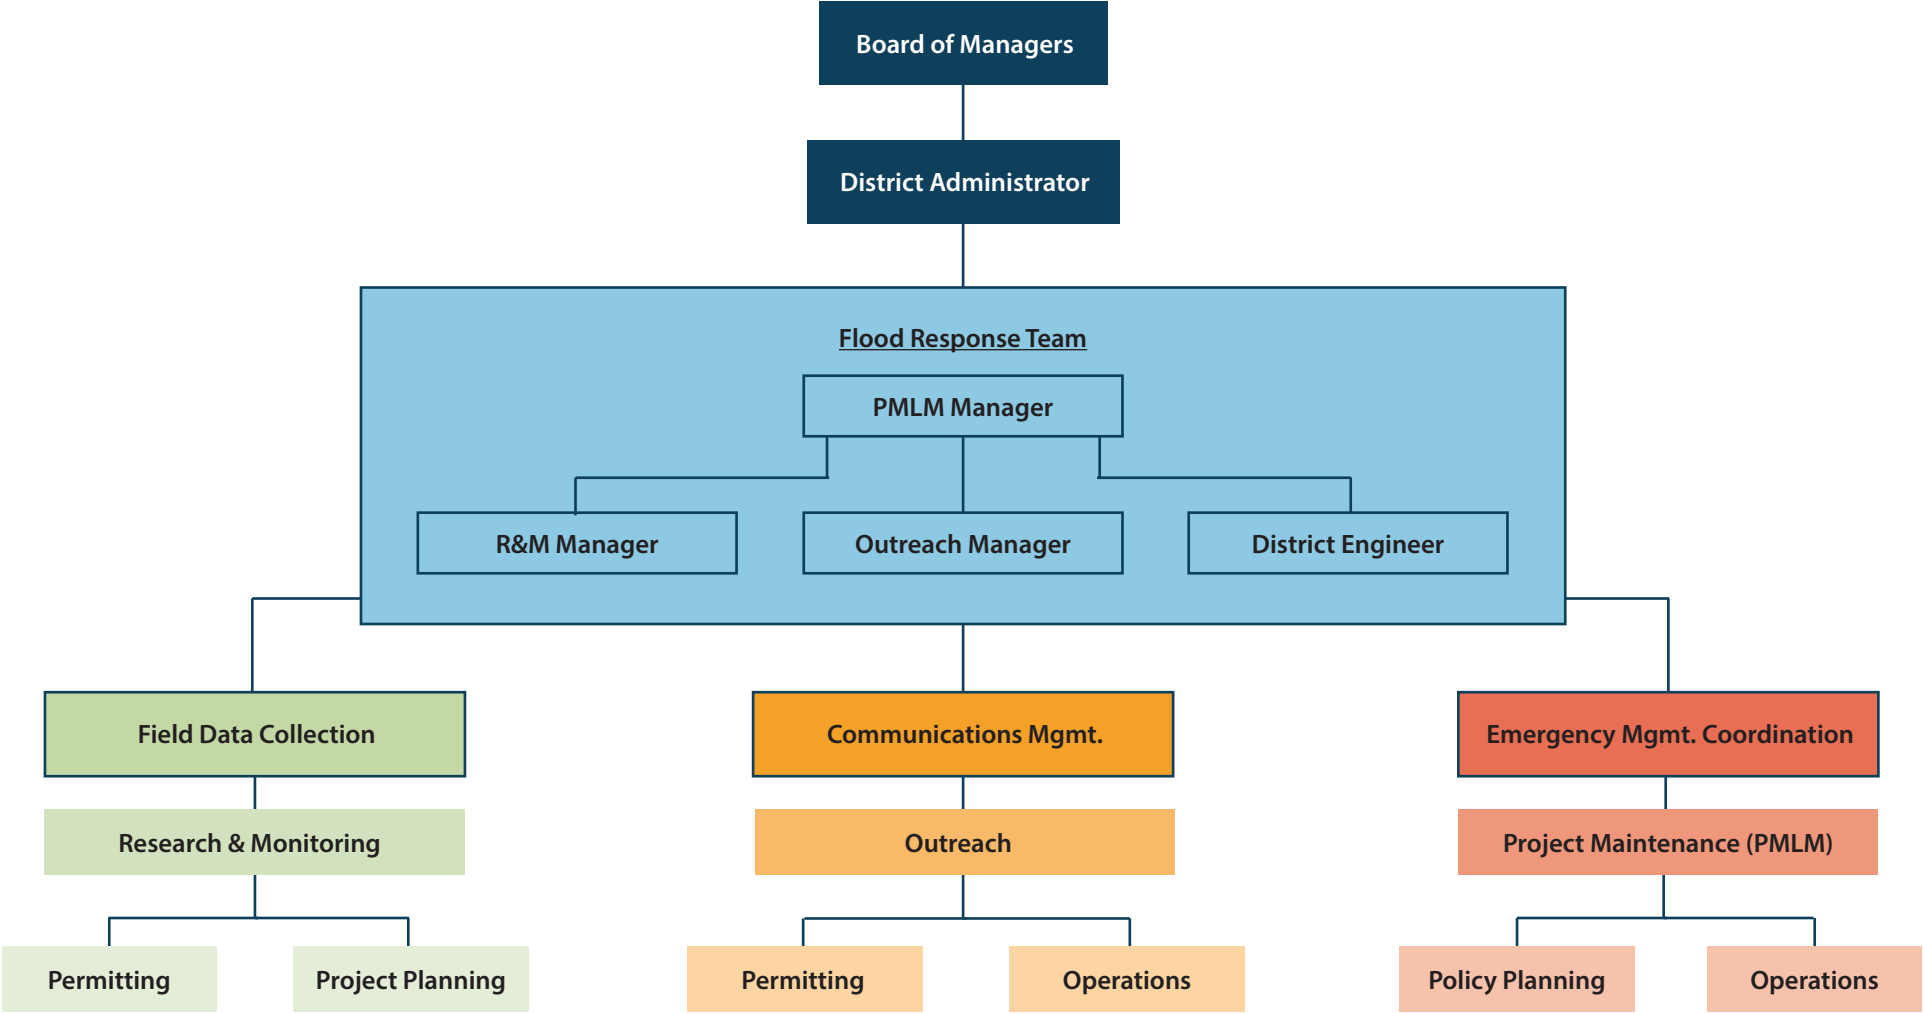 Board of Managers
District Administrator
Flood Response Team
PMLM Manager
R&M Manager
Outreach Manager
District Engineer
Field Data Collection
Communications Mgmt.
Emergency Mgmt. Coordination
Research & Monitoring
Outreach
Project Maintenance (PMLM)
Permitting
Project Planning
Permitting
Operations
Policy Planning
Operations